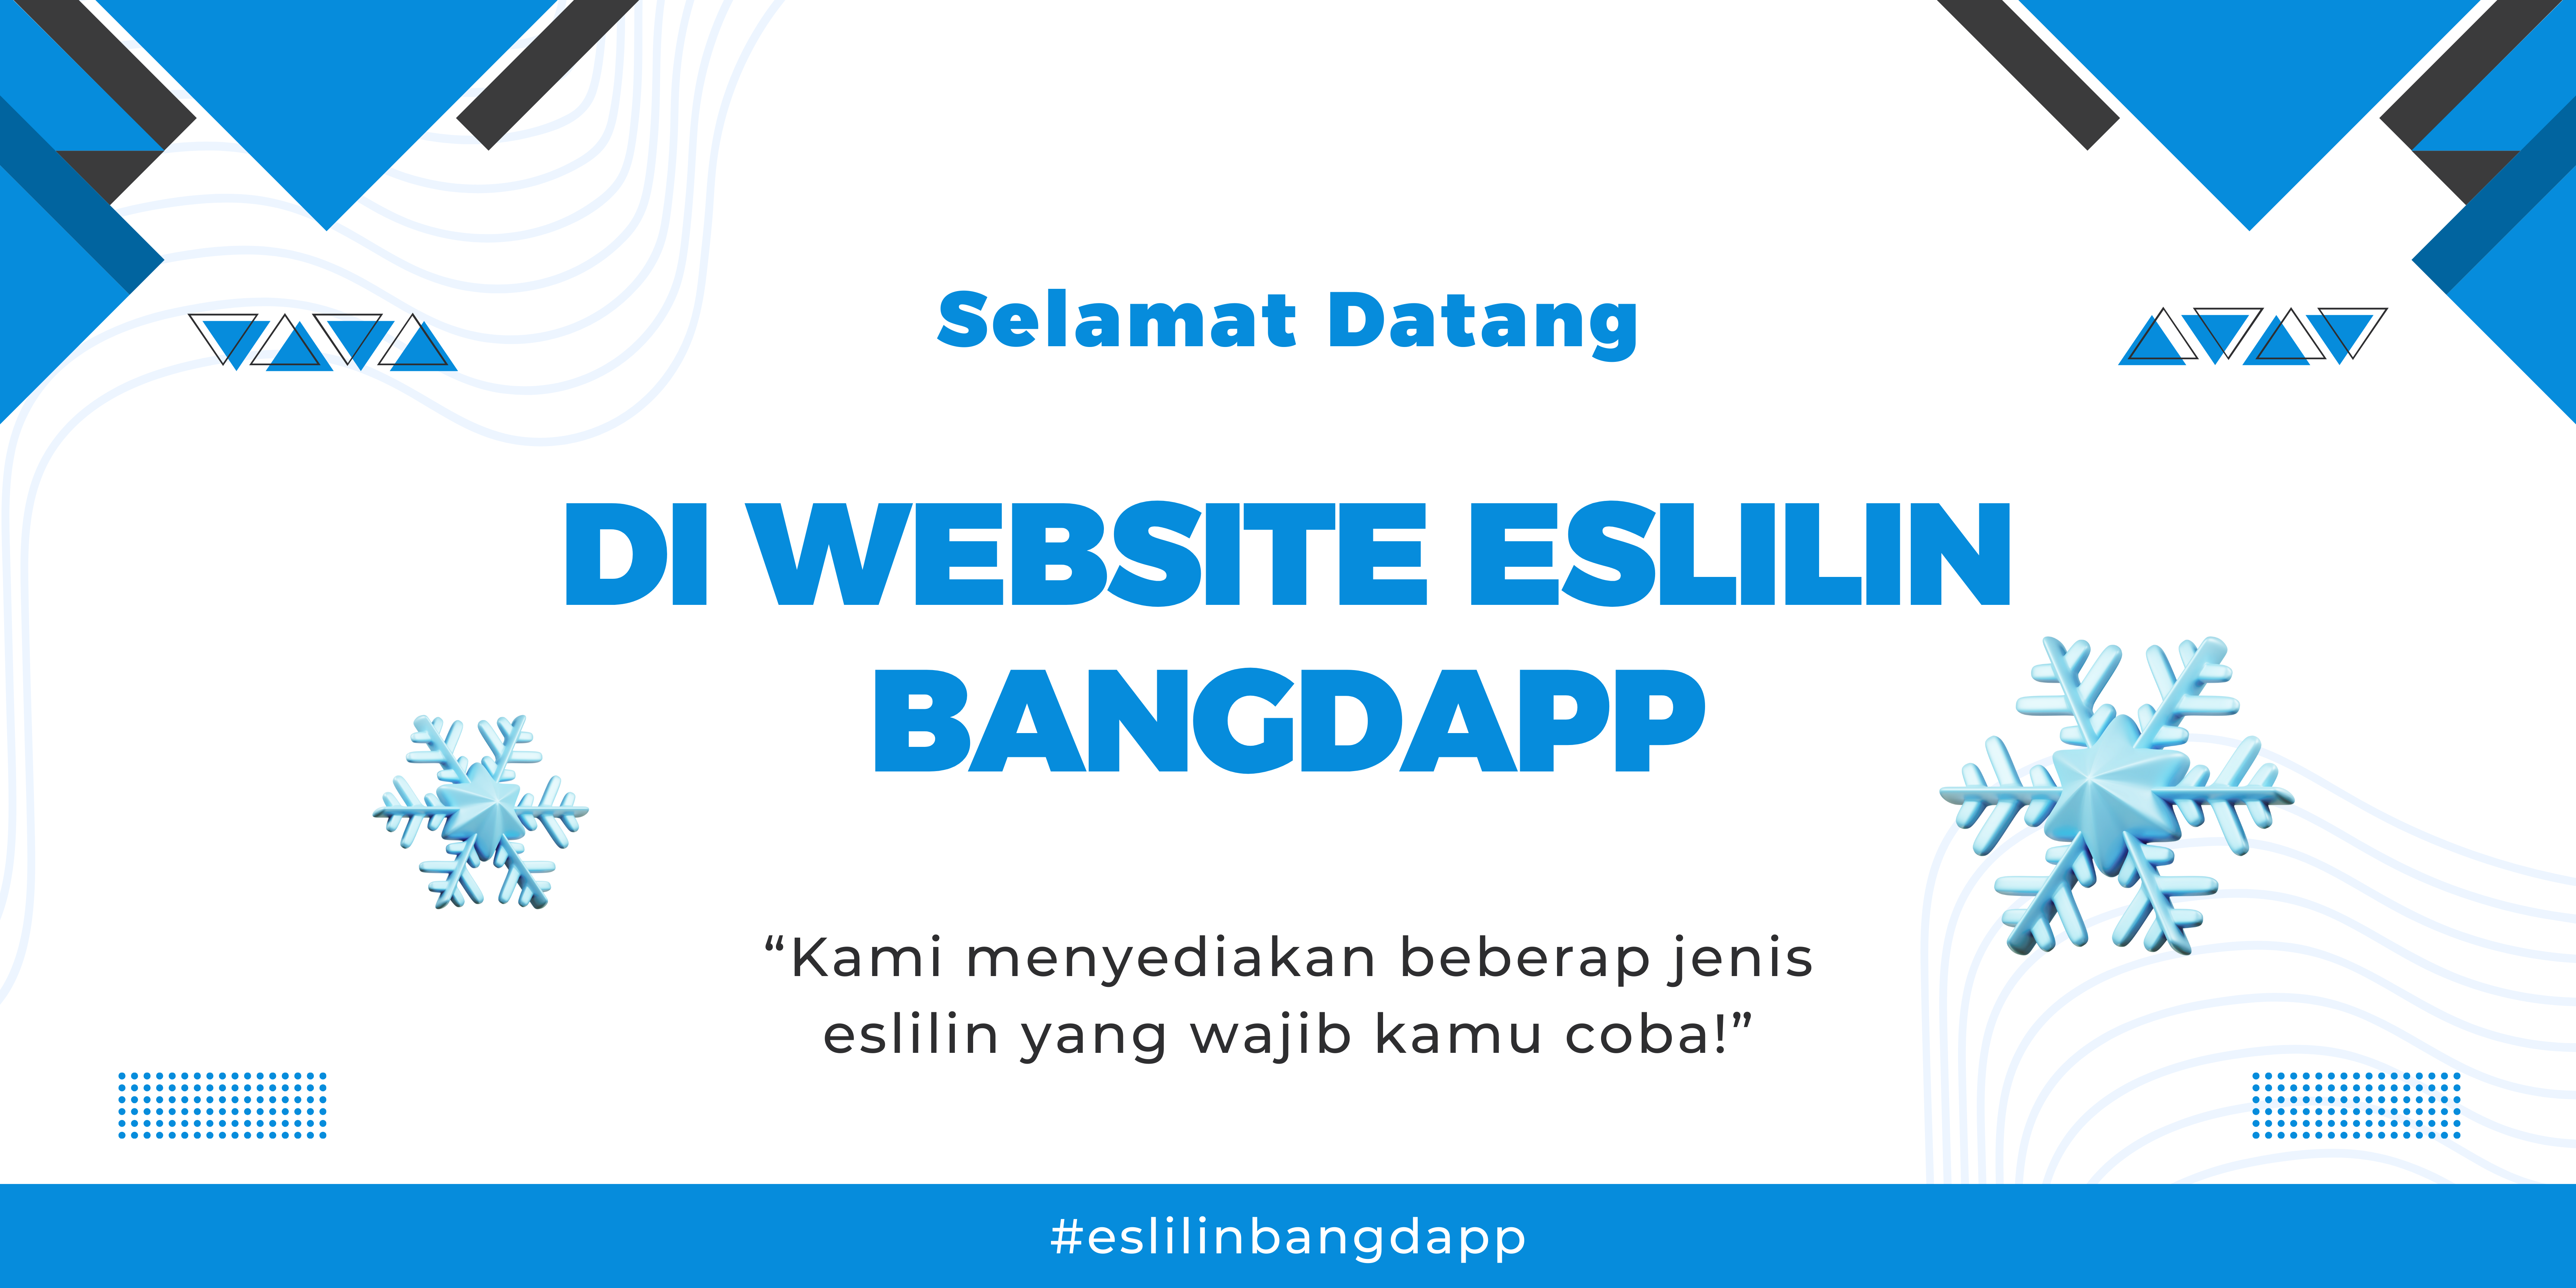 Selamat Datang
DI WEBSITE ESLILIN
BANGDAPP
“Kami menyediakan beberap jenis
eslilin yang wajib kamu coba!”
#eslilinbangdapp